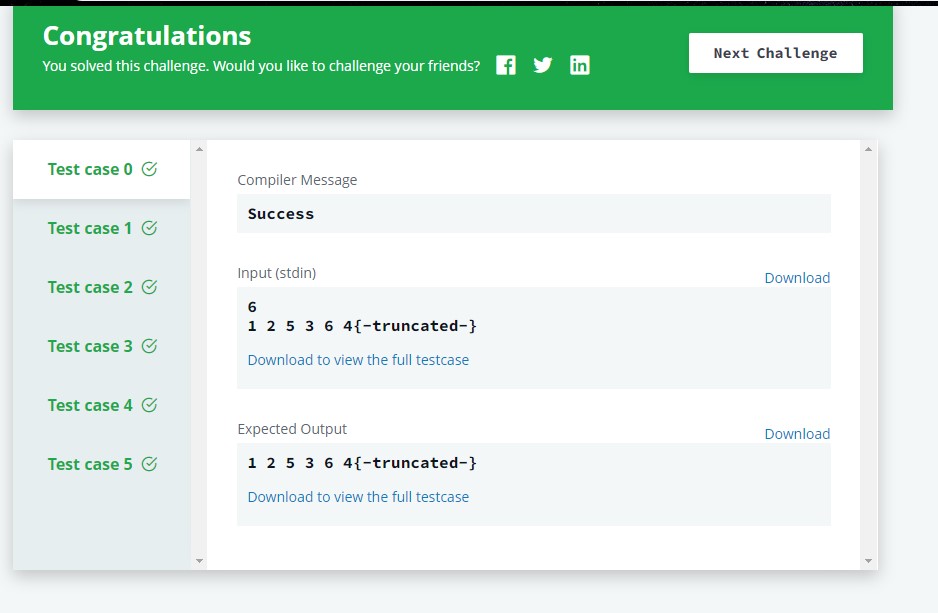 Congratulations
You solved this challenge. Would you like to challenge your friends?
Next Challenge
Test case 0
Test case 1
Test case 2
Test case 3
Test case 4
Test case 5
Compiler Message
Success
Input (stdin)
Download
6
1 2 5 3 6 4{-truncated-}
Download to view the full testcase
Expected Output
Download
1 2 5 3 6 4{-truncated-}
Download to view the full testcase